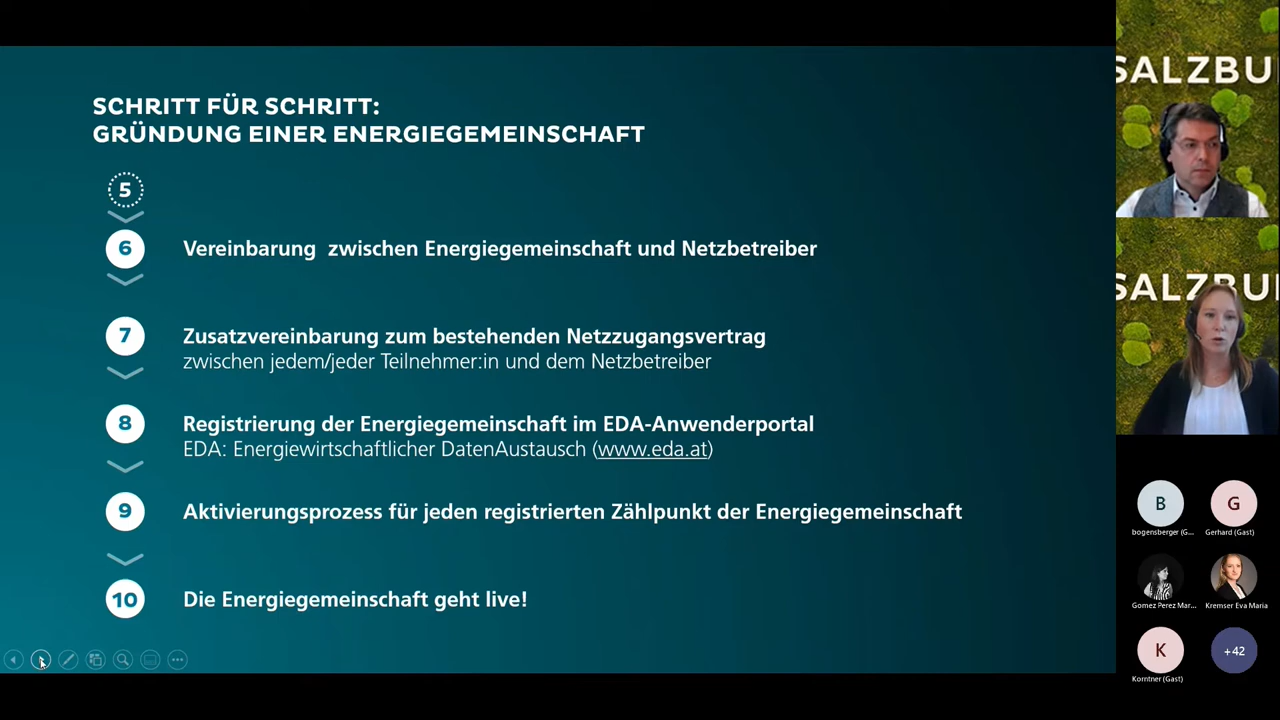 SCHRITT FÜR SCHRITT:
GRÜNDUNG EINER ENERGIEGEMEINSCHAFT
5
6
Vereinbarung zwischen Energiegemeinschaft und Netzbetreiber
7
Zusatzvereinbarung zum bestehenden Netzzugangsvertrag
zwischen jedem/jeder Teilnehmer:in und dem Netzbetreiber
8
Registrierung der Energiegemeinschaft im EDA-Anwenderportal
EDA: Energiewirtschaftlicher DatenAustausch (www.eda.at)
9
Aktivierungsprozess für jeden registrierten Zählpunkt der Energiegemeinschaft
10
Die Energiegemeinschaft geht live!
SALZBU
SALZBU
B
G
bogensberger (G...
Gerhard (Gast)
Gomez Perez Mar...
Kremser Eva Maria
K
+42
Korntner (Gast)